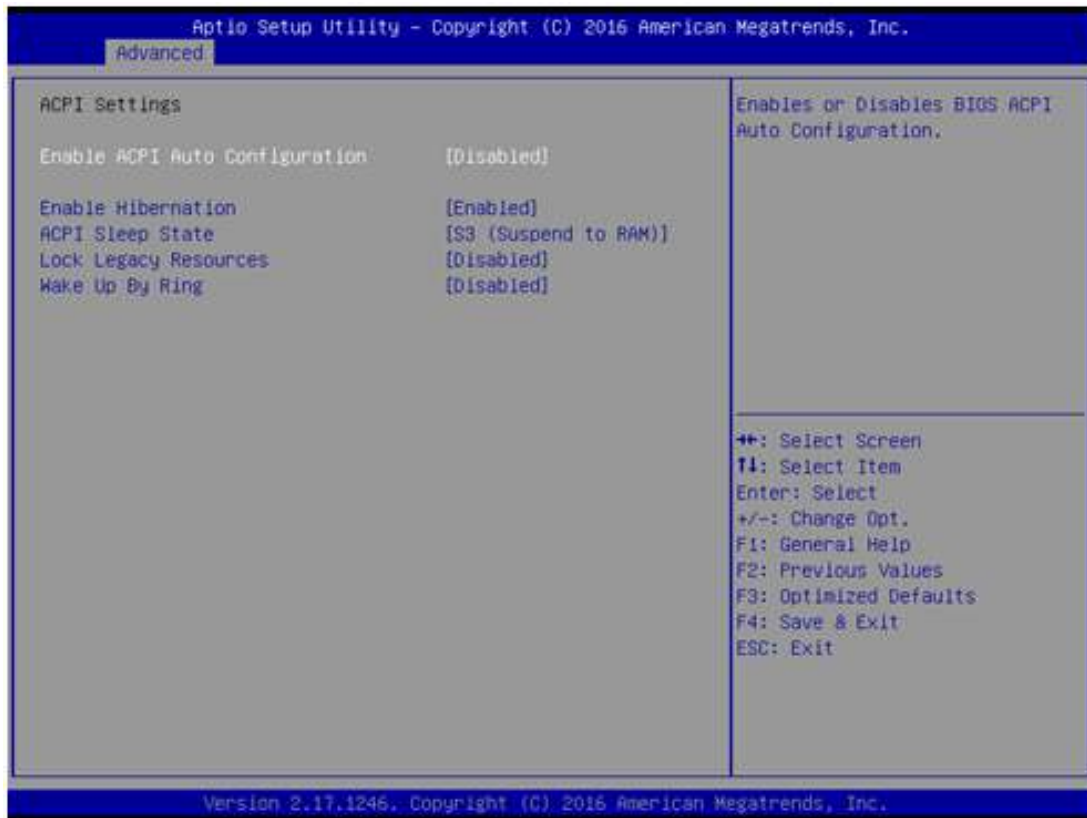 Aptio Setup Utility – Copyright (C) 2016 American Megatrends, Inc.
Advanced
ACPI Settings
Enable ACPI Auto Configuration [Disabled]
Enable Hibernation [Enabled]
ACPI Sleep State [S3 (Suspend to RAM)]
Lock Legacy Resources [Disabled]
Wake Up By Ring [Disabled]
Enables or Disables BIOS ACPI
Auto Configuration.
→←: Select Screen
↑↓: Select Item
Enter: Select
+/-: Change Opt.
F1: General Help
F2: Previous Values
F3: Optimized Defaults
F4: Save & Exit
ESC: Exit
Version 2.17.1246. Copyright (C) 2016 American Megatrends, Inc.